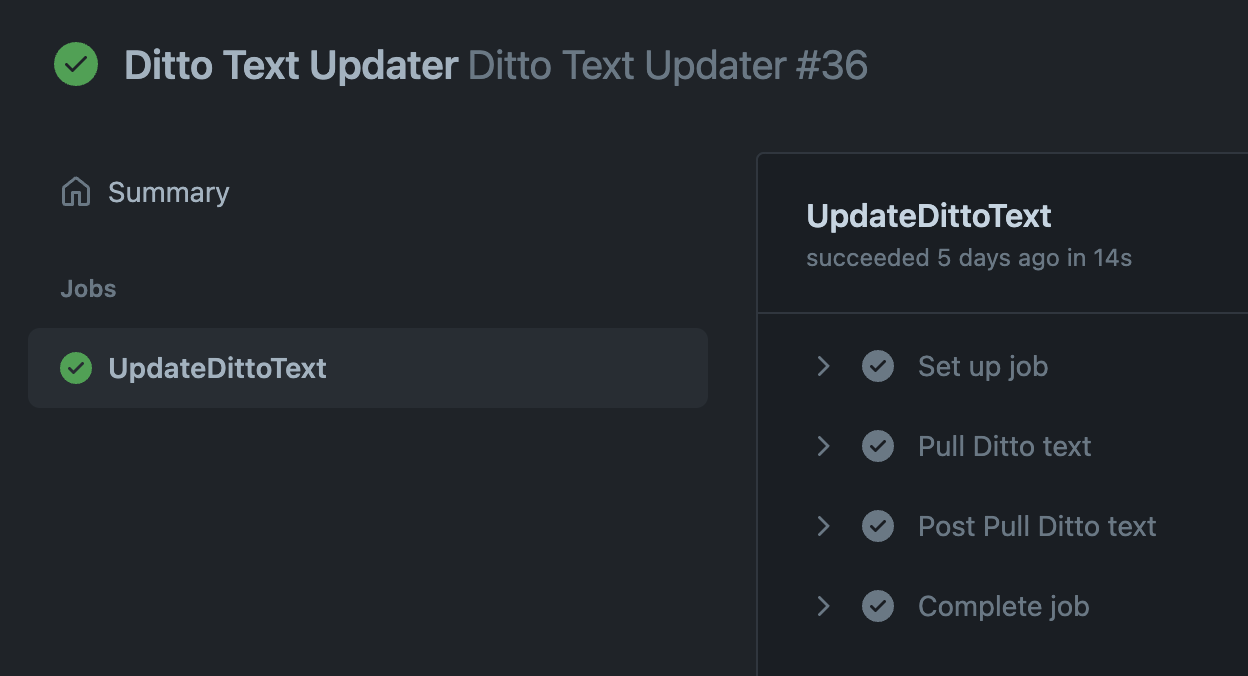 Ditto Text Updater Ditto Text Updater #36
Summary
Jobs
UpdateDittoText
UpdateDittoText
succeeded 5 days ago in 14s
Set up job
Pull Ditto text
Post Pull Ditto text
Complete job